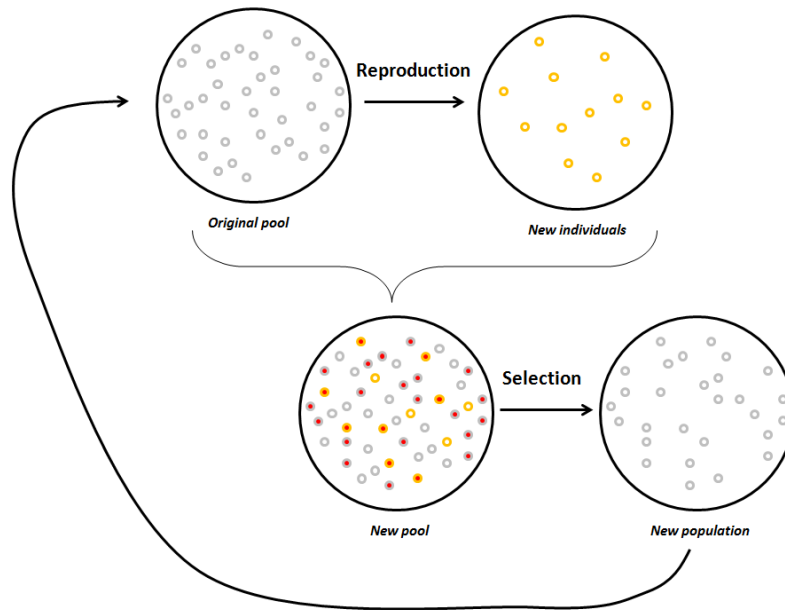 Reproduction
Original pool
New individuals
Selection
New pool
New population